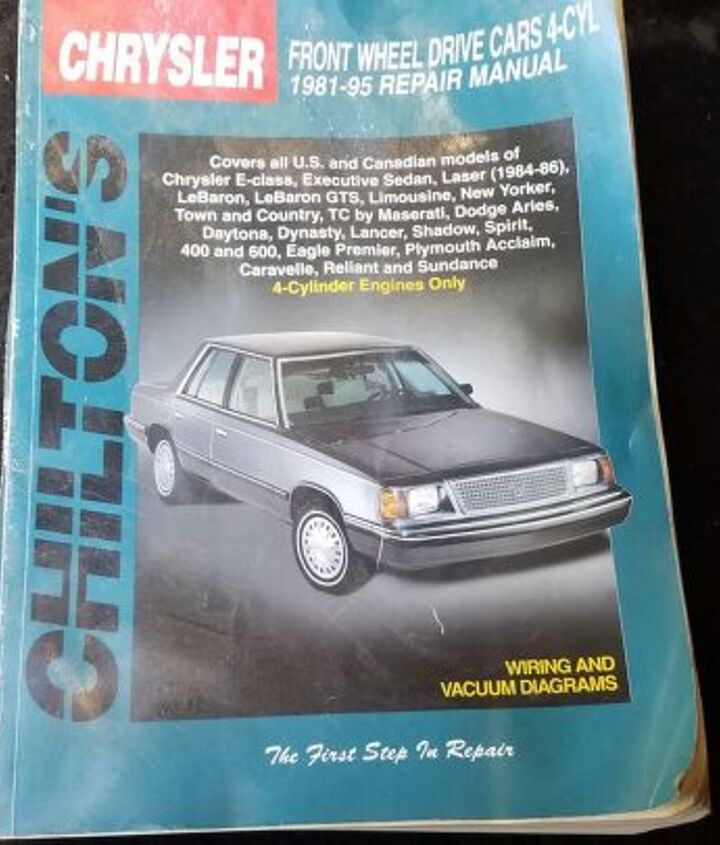 CHRYSLER
FRONT WHEEL DRIVE CARS 4-CYL
1981-95 REPAIR MANUAL
CHILTON'S
Covers all U.S. and Canadian models of
Chrysler E-class, Executive Sedan, Laser (1984-86),
LeBaron, LeBaron GTS, Limousine, New Yorker,
Town and Country, TC by Maserati, Dodge Aries,
Daytona, Dynasty, Lancer, Shadow, Spirit,
400 and 600, Eagle Premier, Plymouth Acclaim,
Caravelle, Reliant and Sundance
4-Cylinder Engines Only
WIRING AND
VACUUM DIAGRAMS
The First Step In Repair